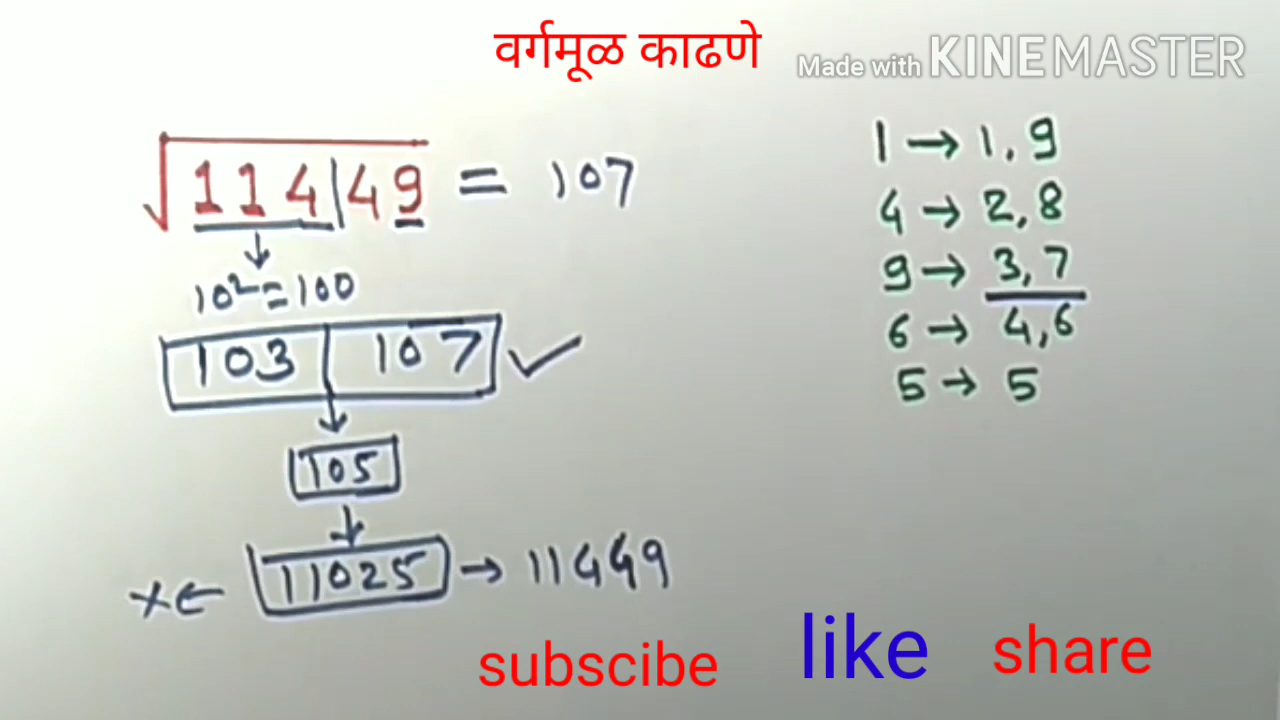 वर्गमूळ काढणे
Made with KINEMASTER
√114|49 = 107
10²=100
103 | 107 ✓
105
x← 11025 → 11449
1 → 1, 9
4 → 2, 8
9 → 3, 7
6 → 4, 6
5 → 5
subscibe like share